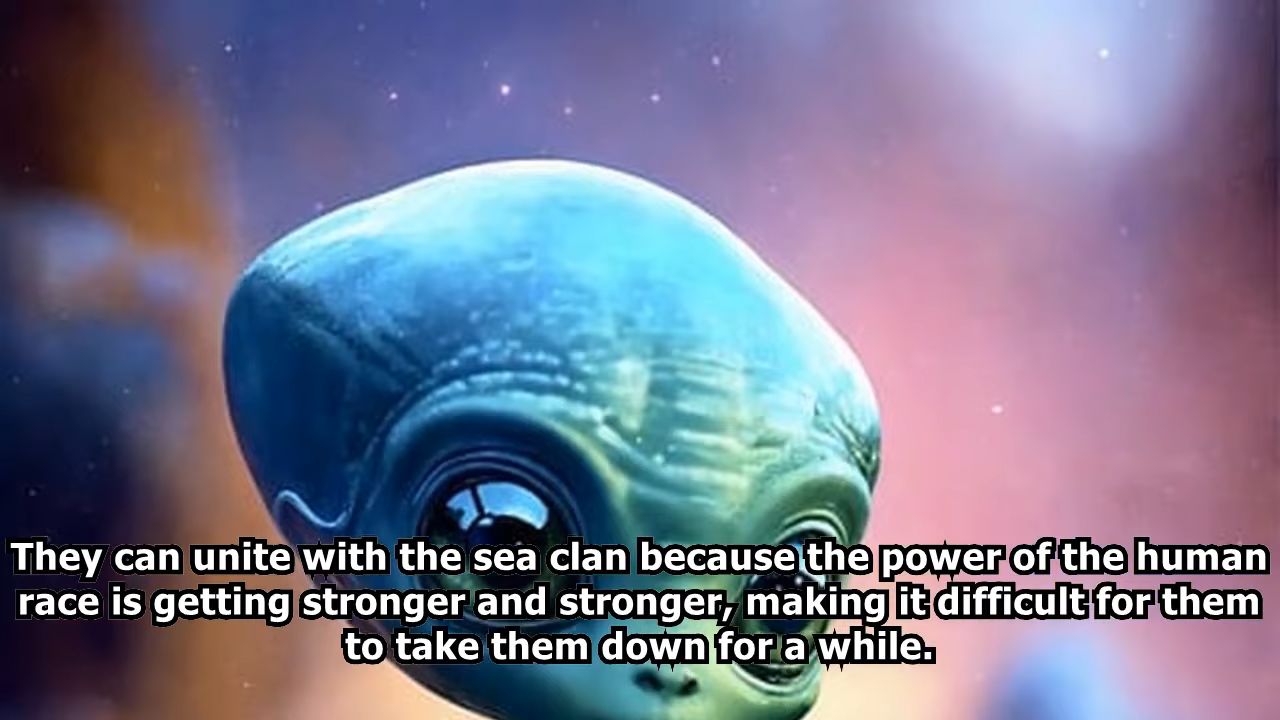 They can unite with the sea clan because the power of the human
race is getting stronger and stronger, making it difficult for them
to take them down for a while.